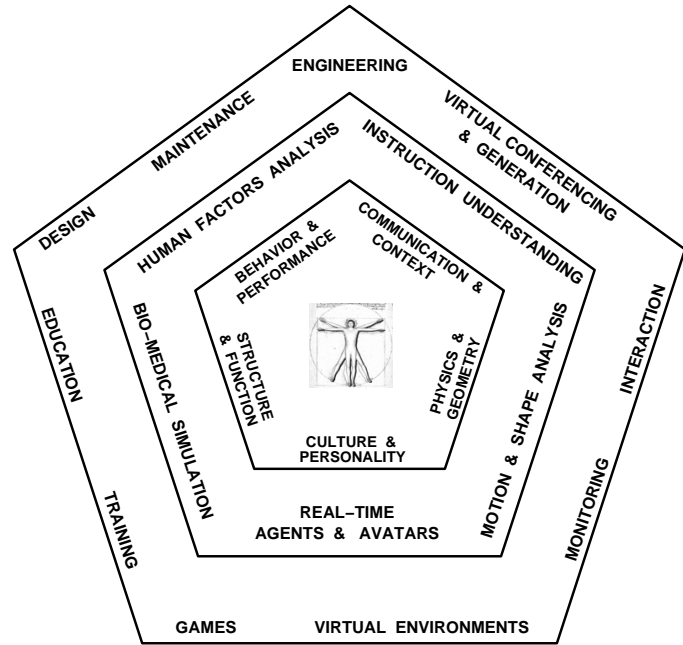 ENGINEERING
MAINTENANCE
DESIGN
VIRTUAL CONFERENCING
& GENERATION
INTERACTION
MONITORING
VIRTUAL ENVIRONMENTS
GAMES
TRAINING
EDUCATION
HUMAN FACTORS ANALYSIS
INSTRUCTION UNDERSTANDING
MOTION & SHAPE ANALYSIS
REAL–TIME
AGENTS & AVATARS
BIO–MEDICAL SIMULATION
BEHAVIOR &
PERFORMANCE
COMMUNICATION &
CONTEXT
PHYSICS &
GEOMETRY
CULTURE &
PERSONALITY
STRUCTURE
& FUNCTION